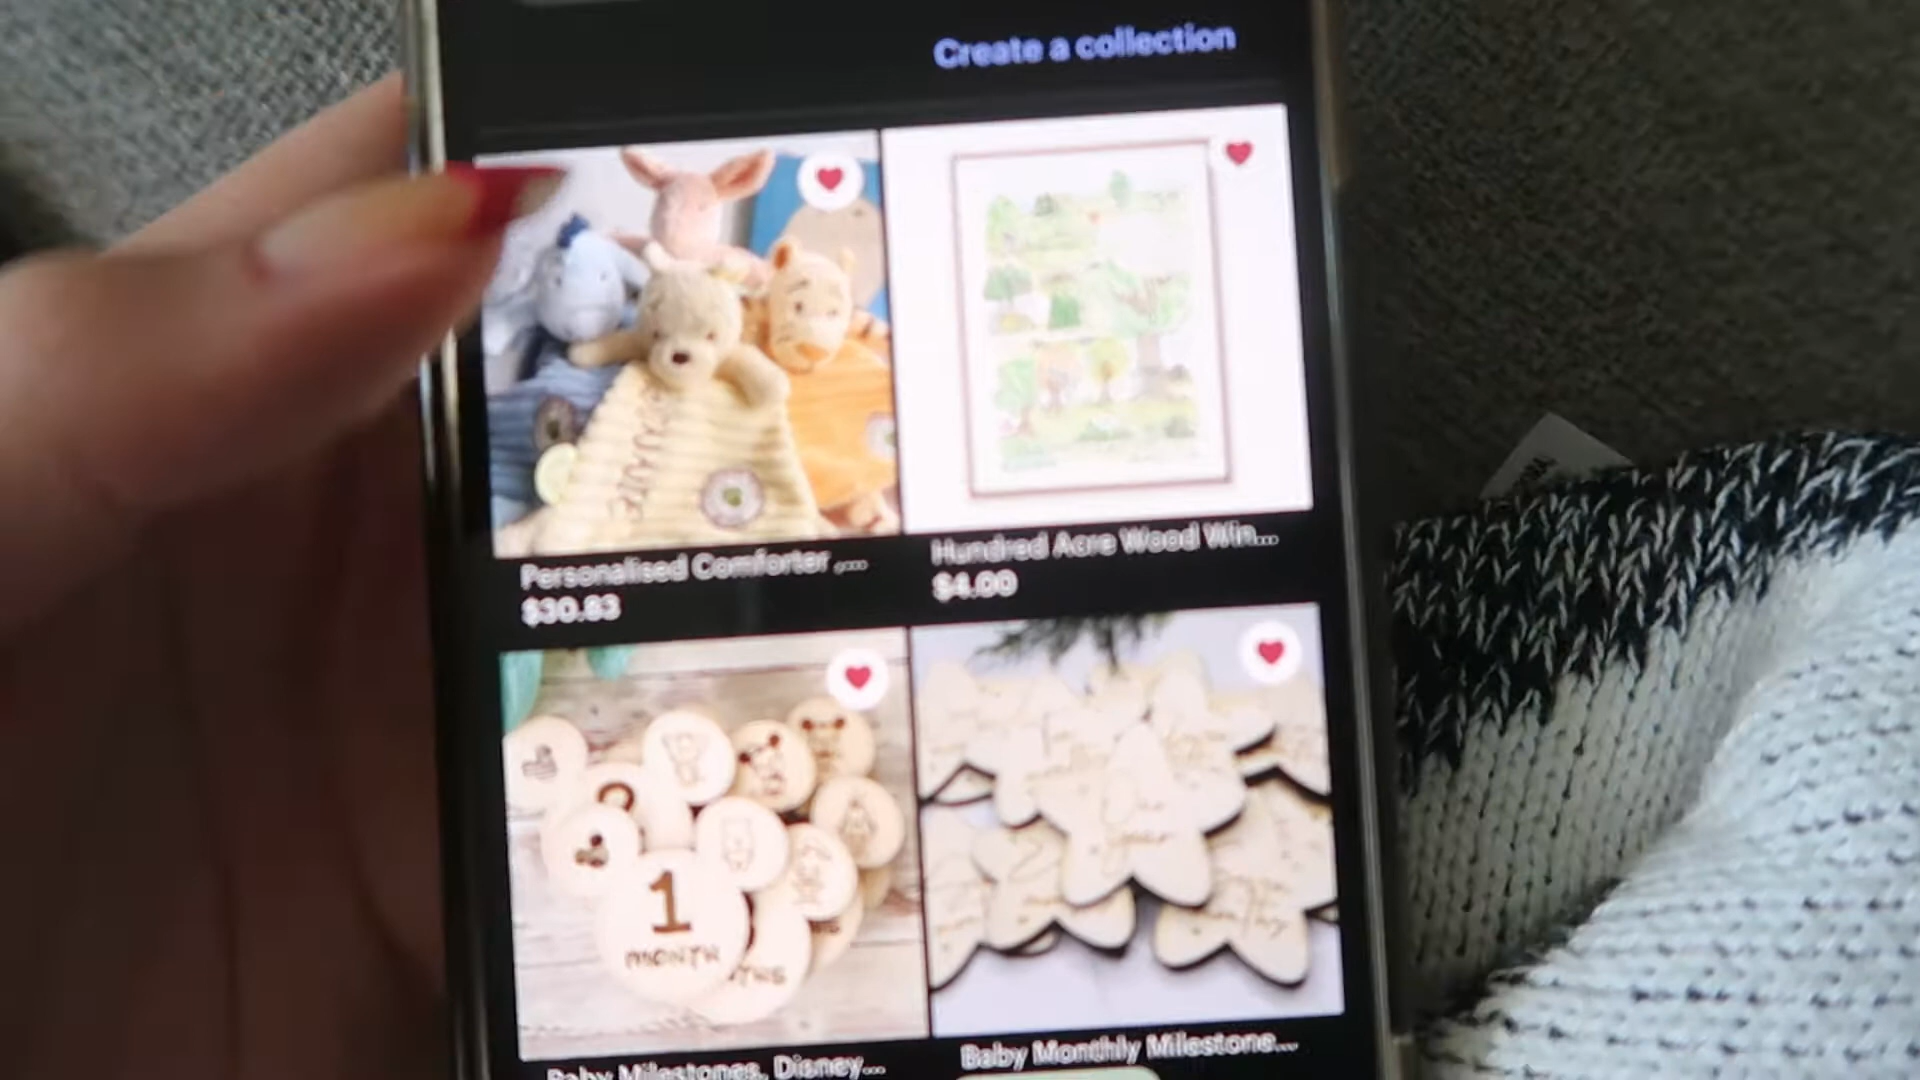 Create a collection
Personalised Comforter ,...
$30.83
Hundred Acre Wood Win...
$4.00
1
MONTH
Baby Milestones, Disney...
Baby Monthly Milestone...